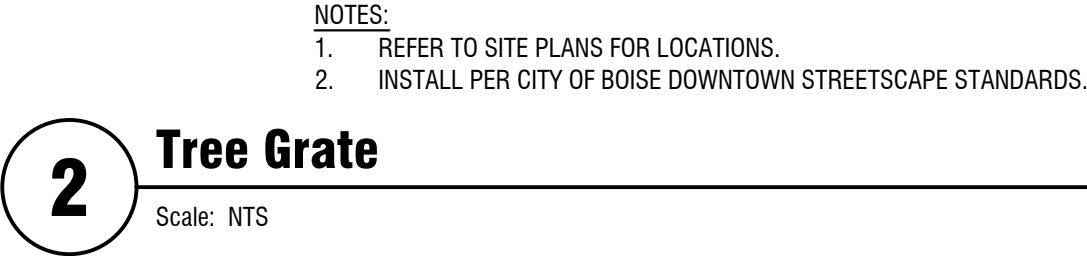 NOTES:
1. REFER TO SITE PLANS FOR LOCATIONS.
2. INSTALL PER CITY OF BOISE DOWNTOWN STREETSCAPE STANDARDS.
2
Tree Grate
Scale: NTS